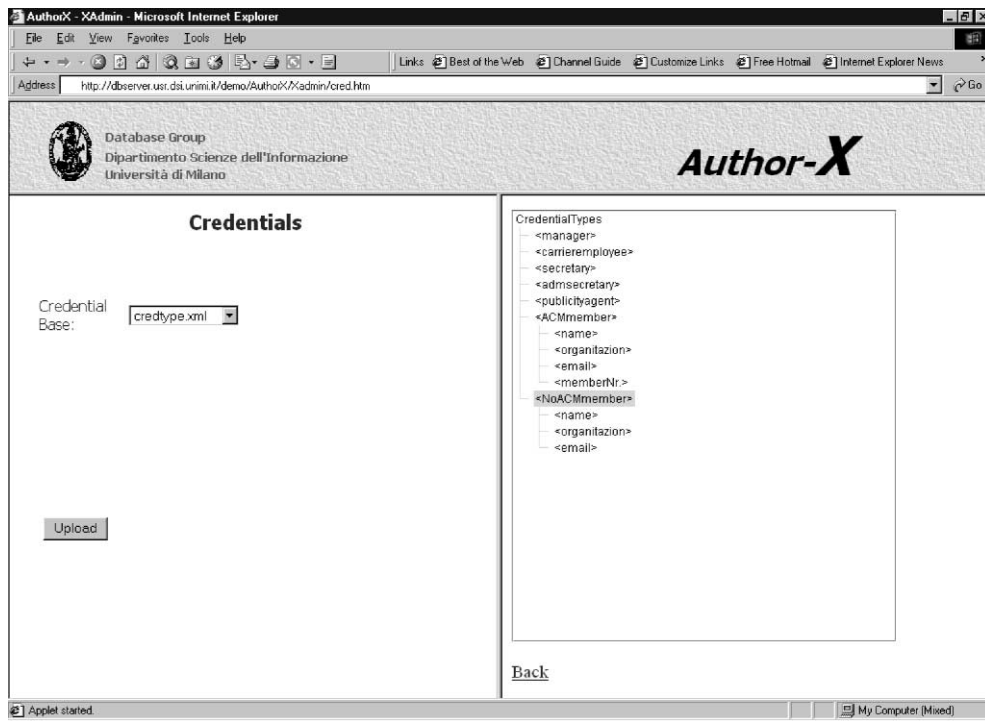 AuthorX - XAdmin - Microsoft Internet Explorer
File Edit View Favorites Tools Help
Links Best of the Web Channel Guide Customize Links Free Hotmail Internet Explorer News
Address http://dbserver.usr.dsi.unimi.it/demo/AuthorX/Xadmin/cred.htm Go
Database Group
Dipartimento Scienze dell'Informazione
Università di Milano
Author-X
Credentials
Credential
Base:
credtype.xml
Upload
CredentialTypes
<manager>
<carrieremployee>
<secretary>
<admsecretary>
<publicityagent>
<ACMmember>
<name>
<organitazion>
<email>
<memberNr.>
<NoACMmember>
<name>
<organitazion>
<email>
Back
Applet started. My Computer (Mixed)